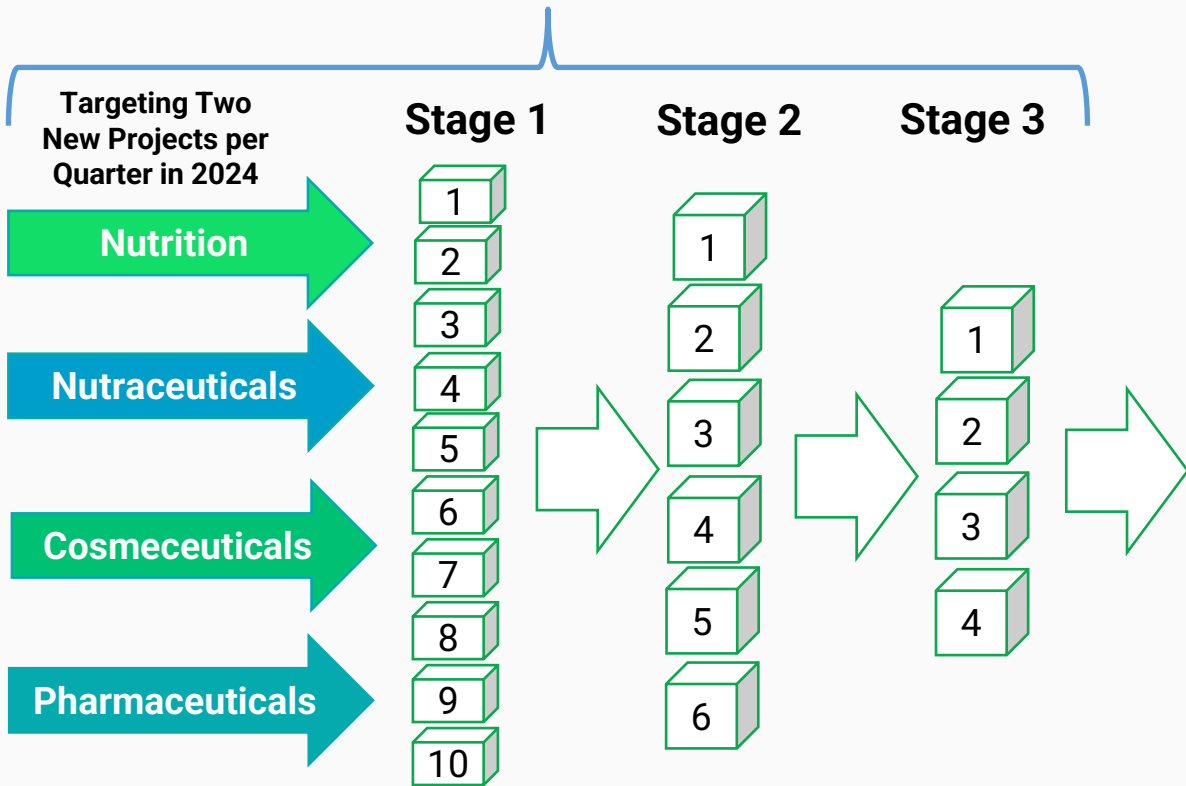 Targeting Two
New Projects per
Quarter in 2024
Nutrition
Nutraceuticals
Cosmeceuticals
Pharmaceuticals
Stage 1
1
2
3
4
5
6
7
8
9
10
Stage 2
1
2
3
4
5
6
Stage 3
1
2
3
4